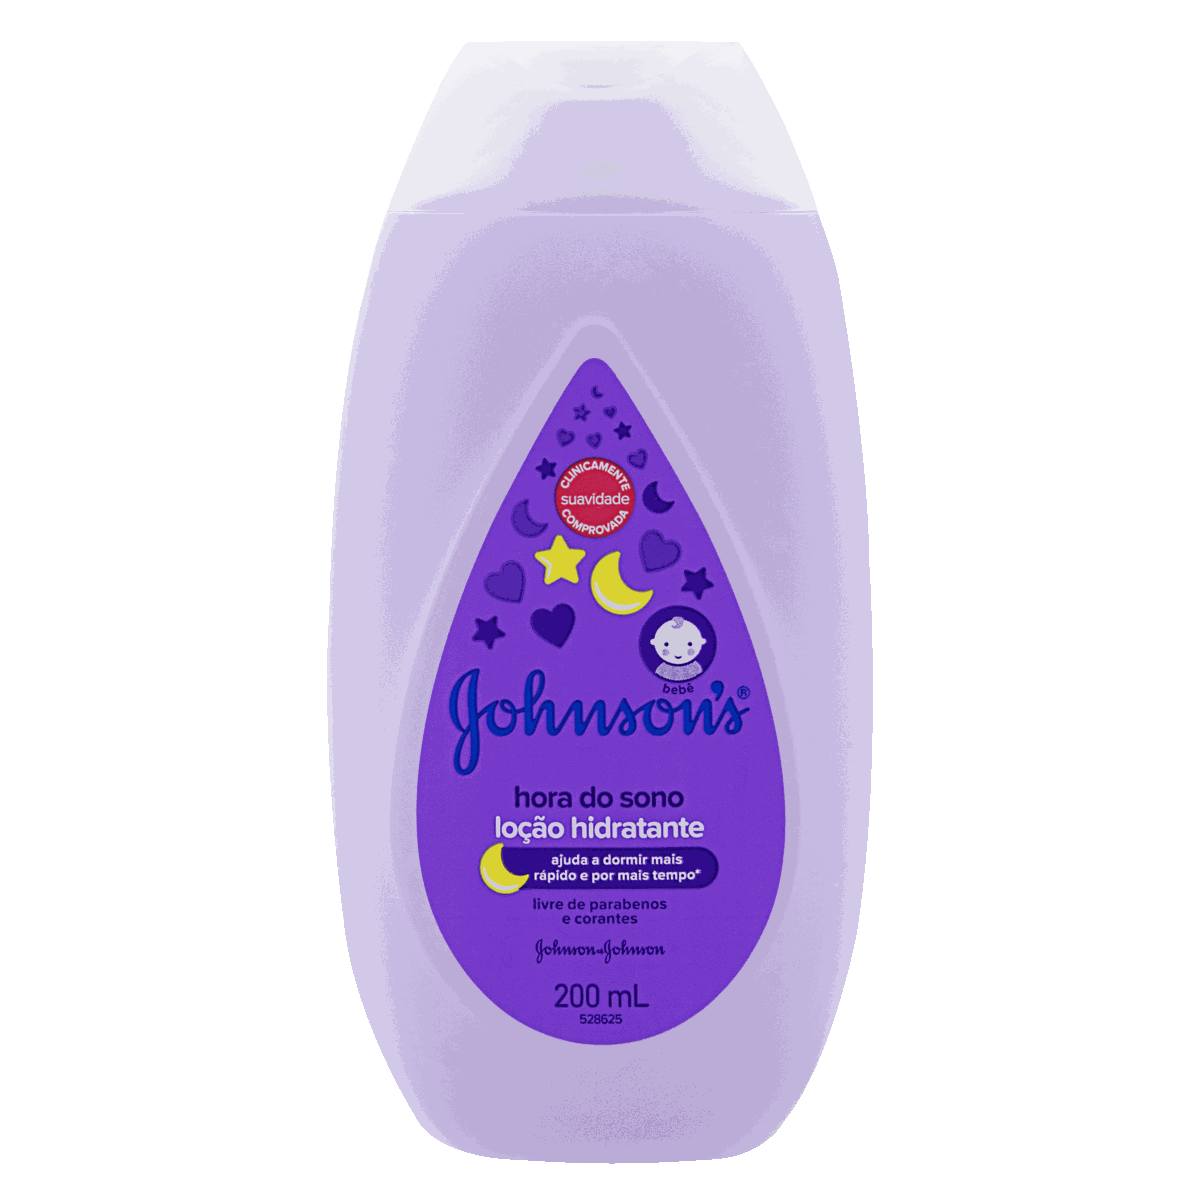 CLINICAMENTE
suavidade
COMPROVADA
bebê
Johnson's®
hora do sono
loção hidratante
ajuda a dormir mais
rápido e por mais tempo*
livre de parabenos
e corantes
Johnson & Johnson
200 mL
528625